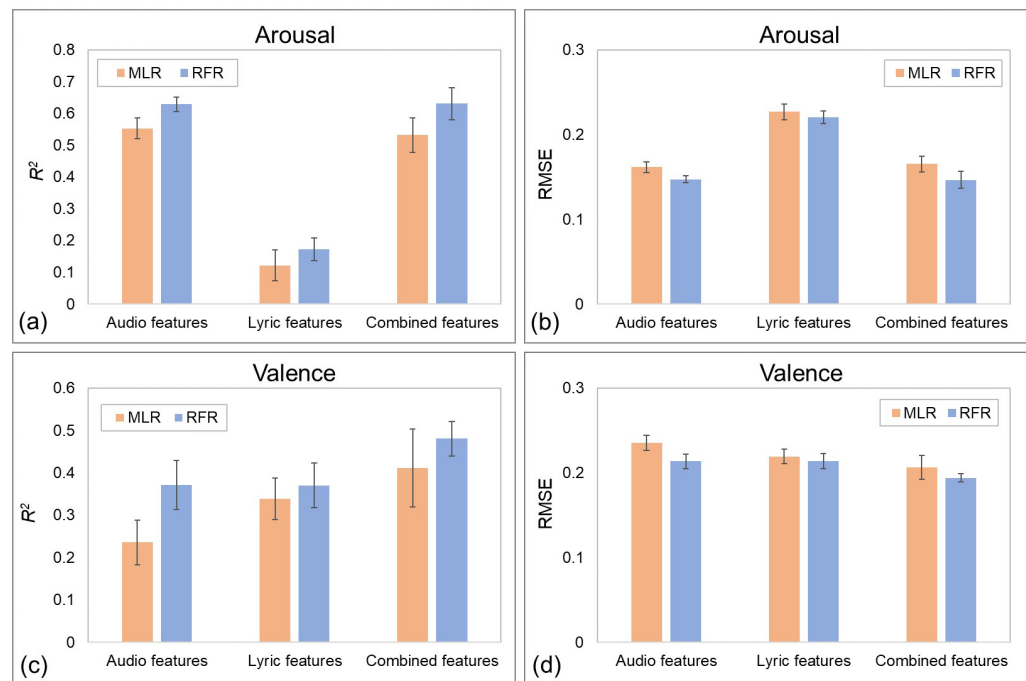 Arousal
0.8
0.7
0.6
0.5
0.4
0.3
0.2
0.1
0
R²
MLR RFR
Audio features Lyric features Combined features
(a)
Arousal
0.3
0.2
0.1
0
RMSE
MLR RFR
Audio features Lyric features Combined features
(b)
Valence
0.6
0.5
0.4
0.3
0.2
0.1
0
R²
MLR RFR
Audio features Lyric features Combined features
(c)
Valence
0.3
0.2
0.1
0
RMSE
MLR RFR
Audio features Lyric features Combined features
(d)